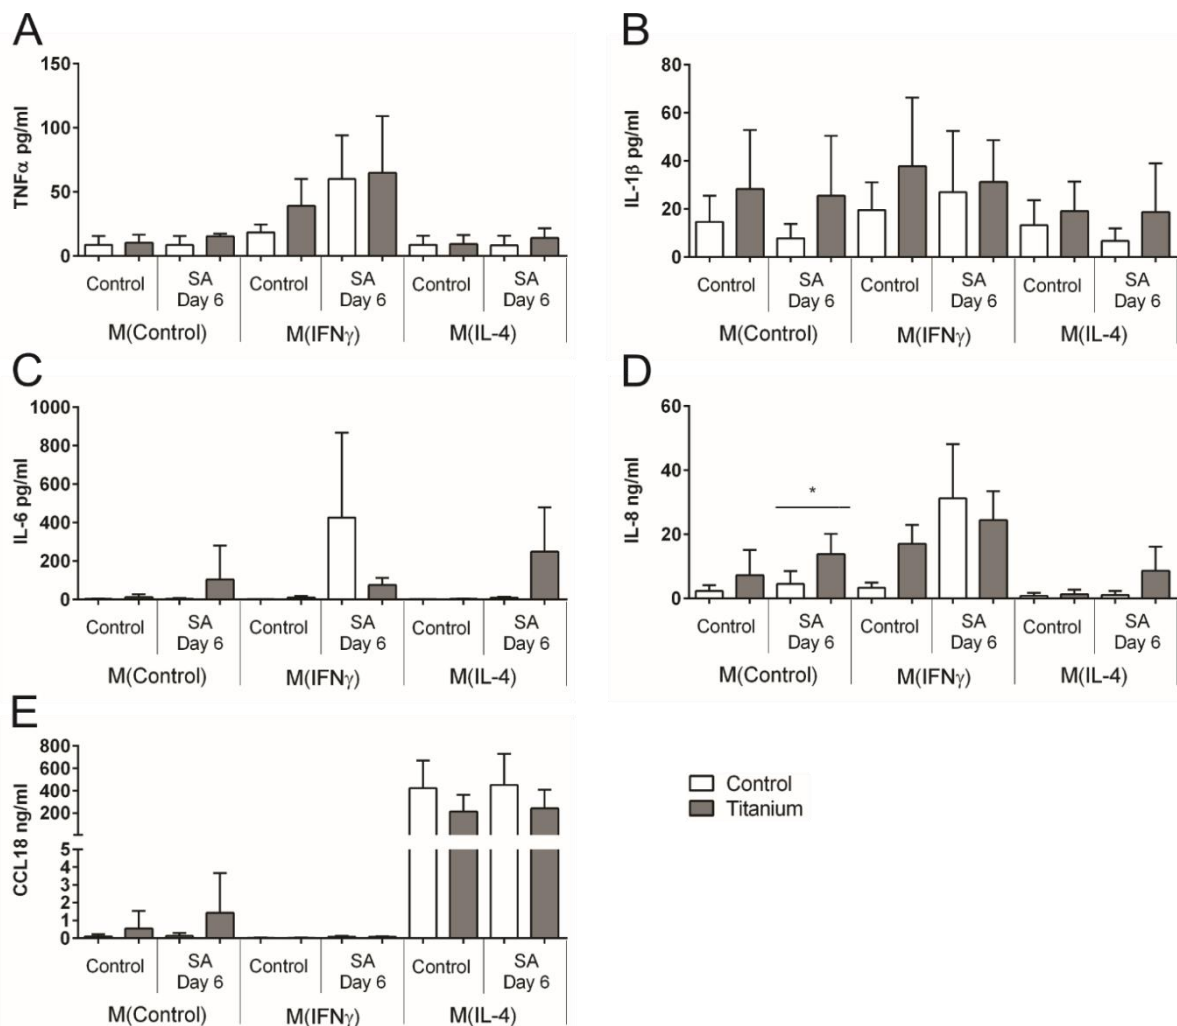 A
TNFα pg/ml
150
100
50
0
Control
SA
Day 6
Control
SA
Day 6
Control
SA
Day 6
M(Control)
M(IFNγ)
M(IL-4)
B
IL-1β pg/ml
80
60
40
20
0
Control
SA
Day 6
Control
SA
Day 6
Control
SA
Day 6
M(Control)
M(IFNγ)
M(IL-4)
C
IL-6 pg/ml
1000
800
600
400
200
0
Control
SA
Day 6
Control
SA
Day 6
Control
SA
Day 6
M(Control)
M(IFNγ)
M(IL-4)
D
IL-8 ng/ml
60
40
20
0
*
Control
SA
Day 6
Control
SA
Day 6
Control
SA
Day 6
M(Control)
M(IFNγ)
M(IL-4)
E
CCL18 ng/ml
800
600
400
200
5
4
3
2
1
0
Control
SA
Day 6
Control
SA
Day 6
Control
SA
Day 6
M(Control)
M(IFNγ)
M(IL-4)
Control
Titanium